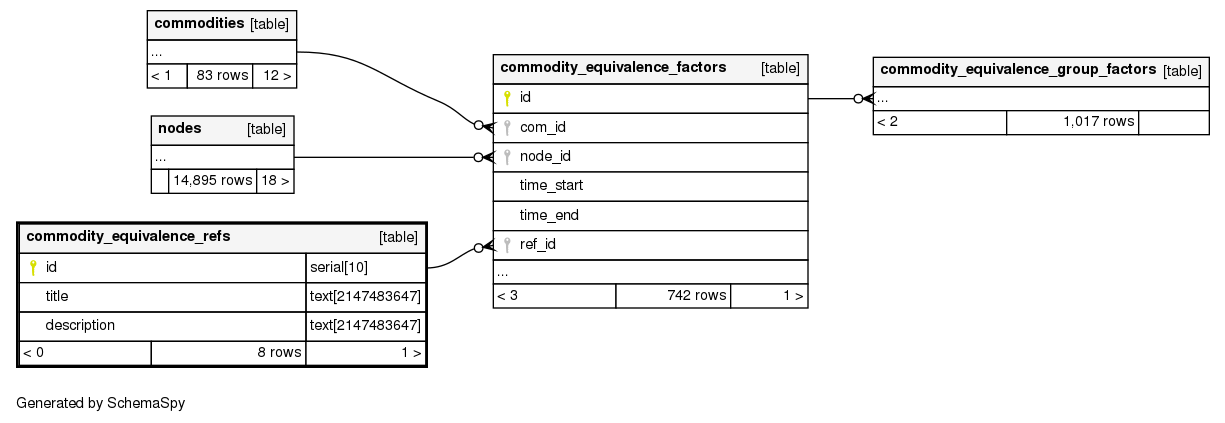 commodities [table]
...
< 1 83 rows 12 >
nodes [table]
...
14,895 rows 18 >
commodity_equivalence_refs [table]
id serial[10]
title text[2147483647]
description text[2147483647]
< 0 8 rows 1 >
commodity_equivalence_factors [table]
id
com_id
node_id
time_start
time_end
ref_id
...
< 3 742 rows 1 >
commodity_equivalence_group_factors [table]
...
< 2 1,017 rows
Generated by SchemaSpy